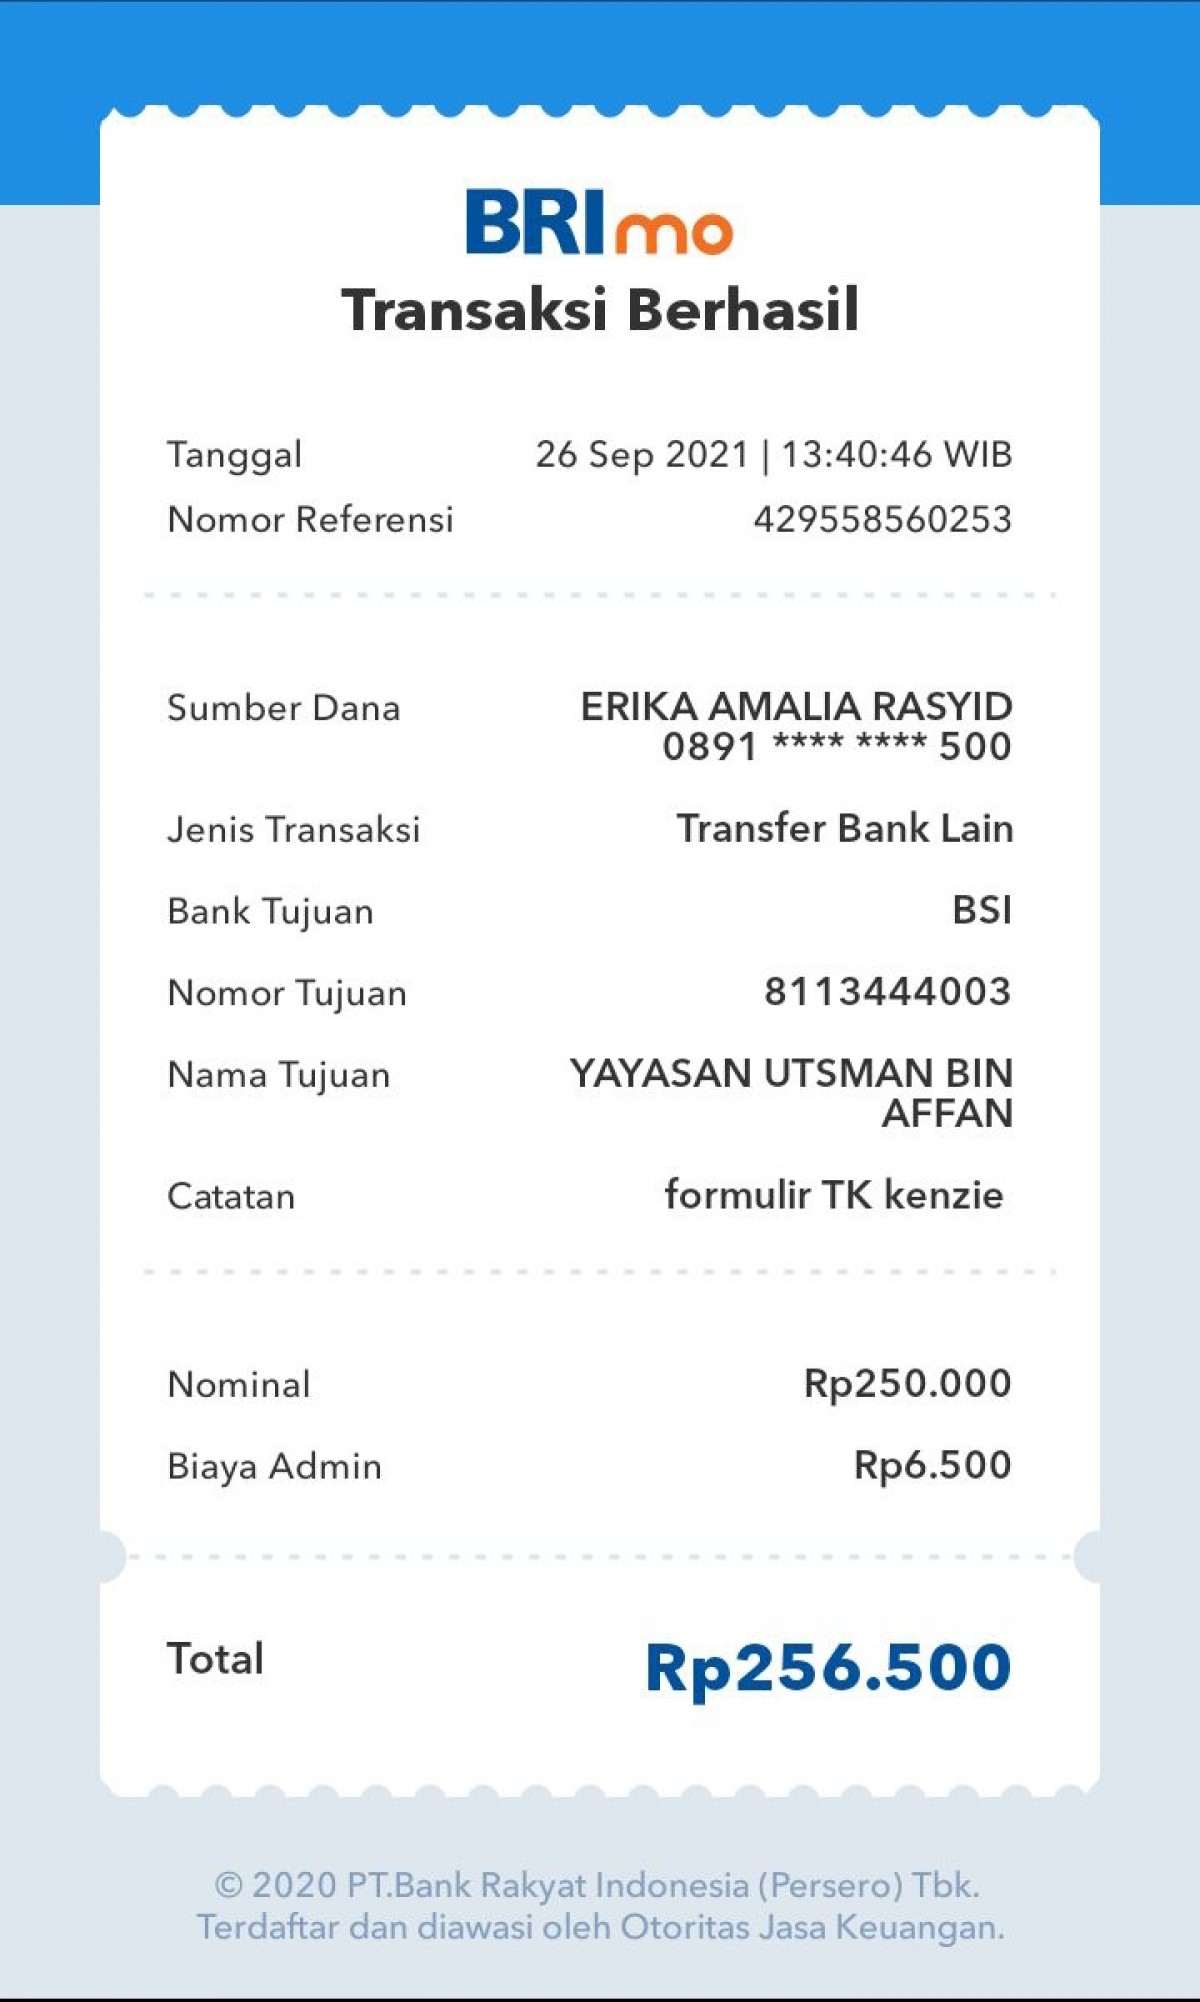 BRImo
Transaksi Berhasil
Tanggal 26 Sep 2021 | 13:40:46 WIB
Nomor Referensi 429558560253
Sumber Dana ERIKA AMALIA RASYID
0891 **** **** 500
Jenis Transaksi Transfer Bank Lain
Bank Tujuan BSI
Nomor Tujuan 8113444003
Nama Tujuan YAYASAN UTSMAN BIN
AFFAN
Catatan formulir TK kenzie
Nominal Rp250.000
Biaya Admin Rp6.500
Total Rp256.500
© 2020 PT.Bank Rakyat Indonesia (Persero) Tbk.
Terdaftar dan diawasi oleh Otoritas Jasa Keuangan.